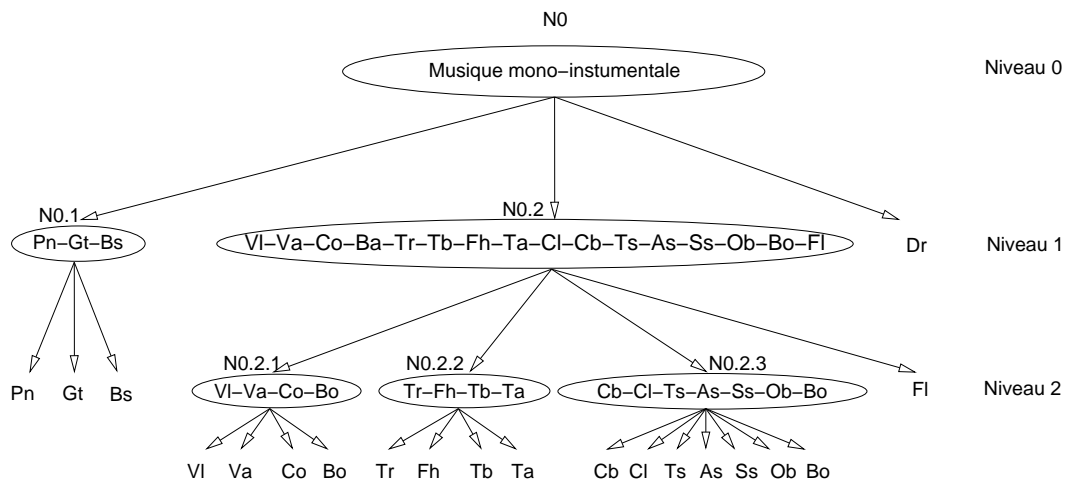 N0
Musique mono–instumentale
Niveau 0
N0.1
N0.2
Pn–Gt–Bs
Vl–Va–Co–Ba–Tr–Tb–Fh–Ta–Cl–Cb–Ts–As–Ss–Ob–Bo–Fl
Dr
Niveau 1
N0.2.1
N0.2.2
N0.2.3
Pn Gt Bs
Vl–Va–Co–Bo
Tr–Fh–Tb–Ta
Cb–Cl–Ts–As–Ss–Ob–Bo
Fl
Niveau 2
Vl Va Co Bo
Tr Fh Tb Ta
Cb Cl Ts As Ss Ob Bo